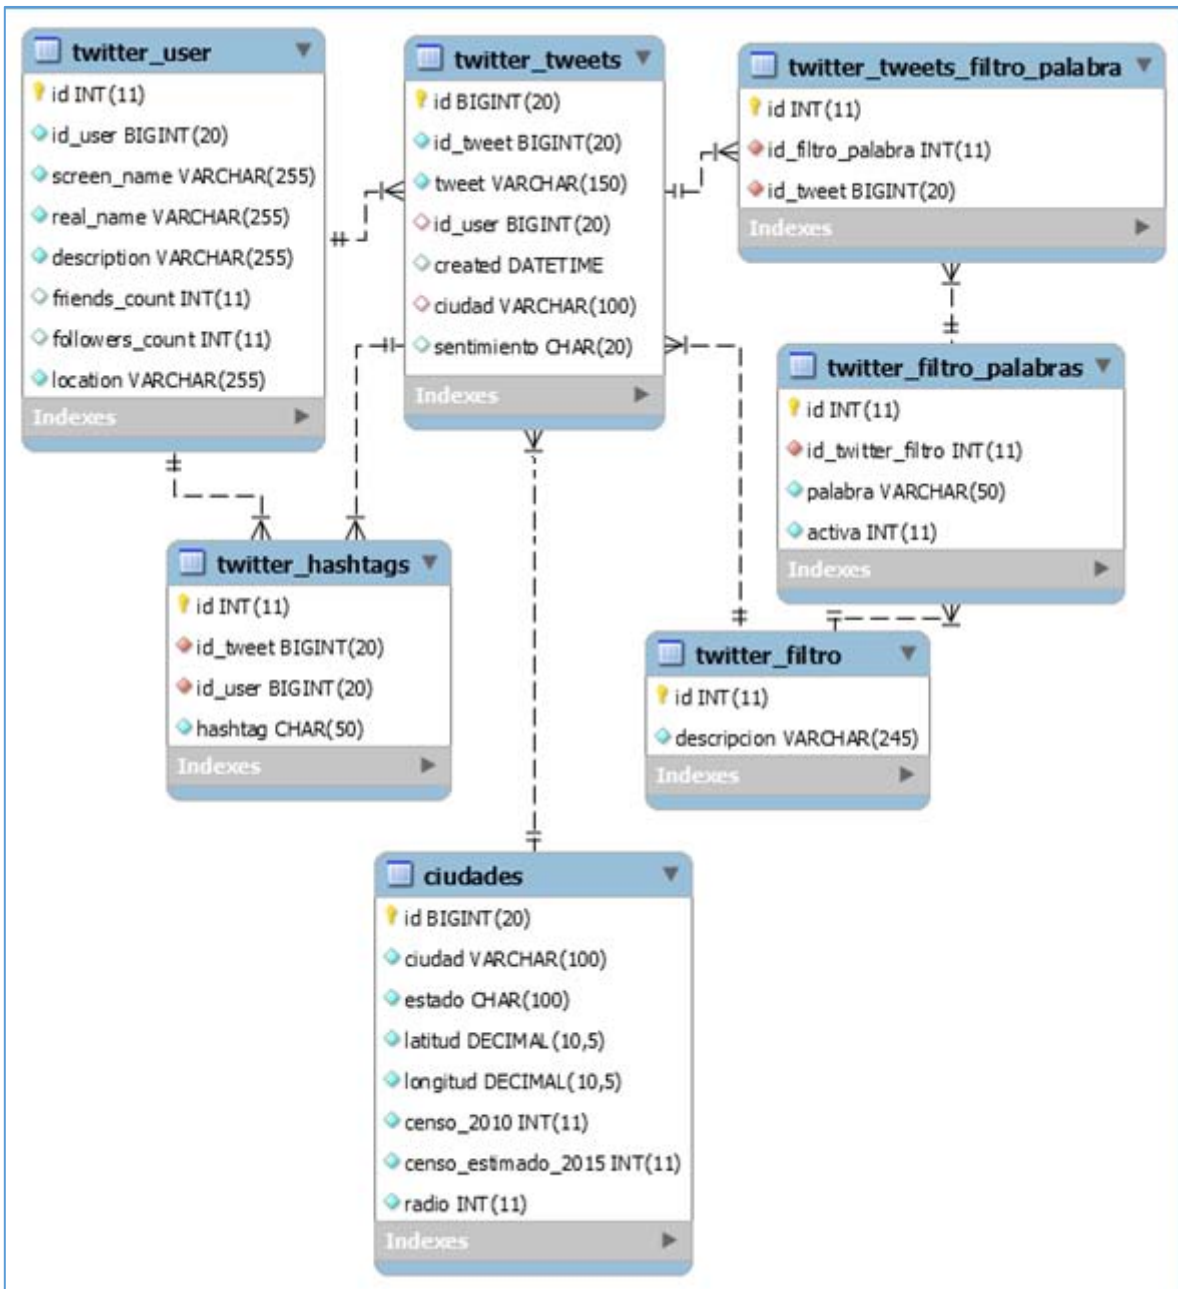 twitter_user
id INT(11)
id_user BIGINT(20)
screen_name VARCHAR(255)
real_name VARCHAR(255)
description VARCHAR(255)
friends_count INT(11)
followers_count INT(11)
location VARCHAR(255)
Indexes
twitter_tweets
id BIGINT(20)
id_tweet BIGINT(20)
tweet VARCHAR(150)
id_user BIGINT(20)
created DATETIME
ciudad VARCHAR(100)
sentimiento CHAR(20)
Indexes
twitter_tweets_filtro_palabra
id INT(11)
id_filtro_palabra INT(11)
id_tweet BIGINT(20)
Indexes
twitter_filtro_palabras
id INT(11)
id_twitter_filtro INT(11)
palabra VARCHAR(50)
activa INT(11)
Indexes
twitter_hashtags
id INT(11)
id_tweet BIGINT(20)
id_user BIGINT(20)
hashtag CHAR(50)
Indexes
twitter_filtro
id INT(11)
descripcion VARCHAR(245)
Indexes
ciudades
id BIGINT(20)
ciudad VARCHAR(100)
estado CHAR(100)
latitud DECIMAL(10,5)
longitud DECIMAL(10,5)
censo_2010 INT(11)
censo_estimado_2015 INT(11)
radio INT(11)
Indexes